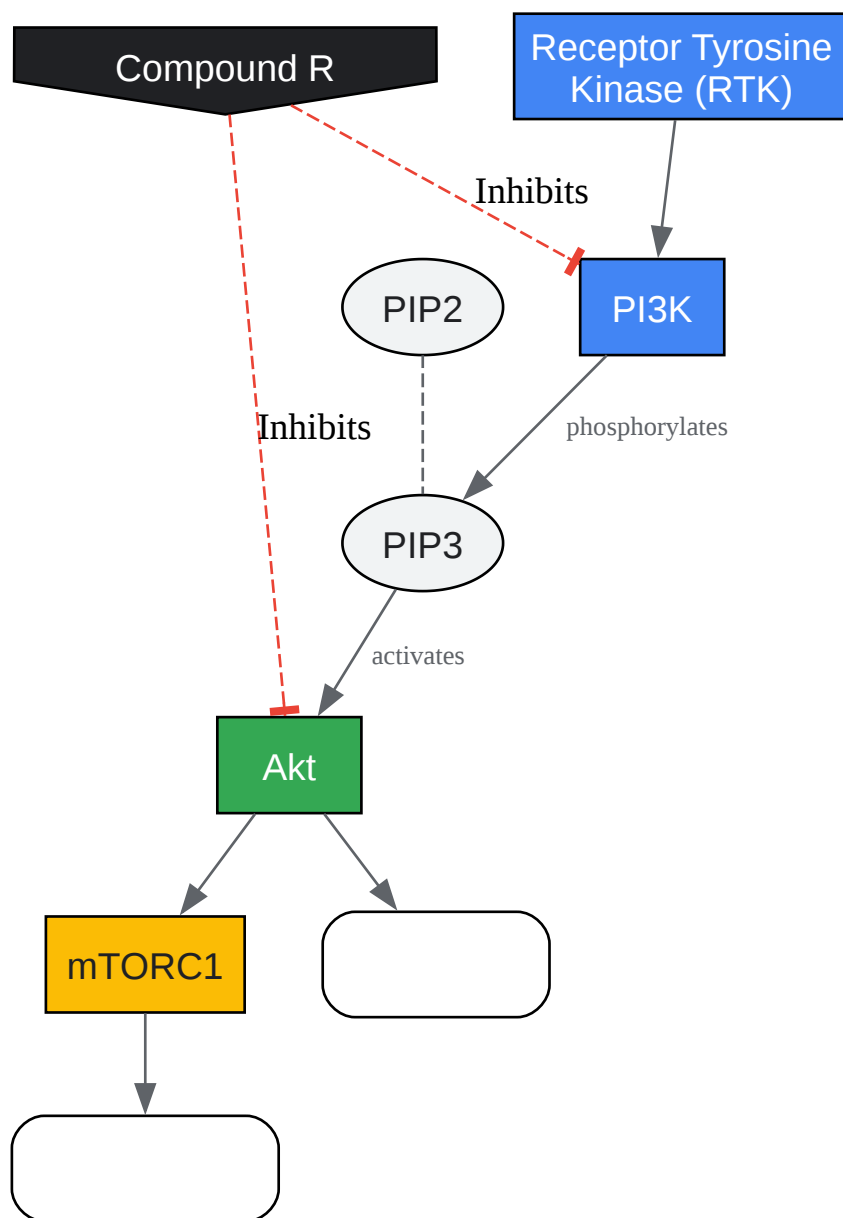 Compound R
Receptor Tyrosine
Kinase (RTK)
Inhibits
PIP2
PI3K
Inhibits
phosphorylates
PIP3
activates
Akt
mTORC1